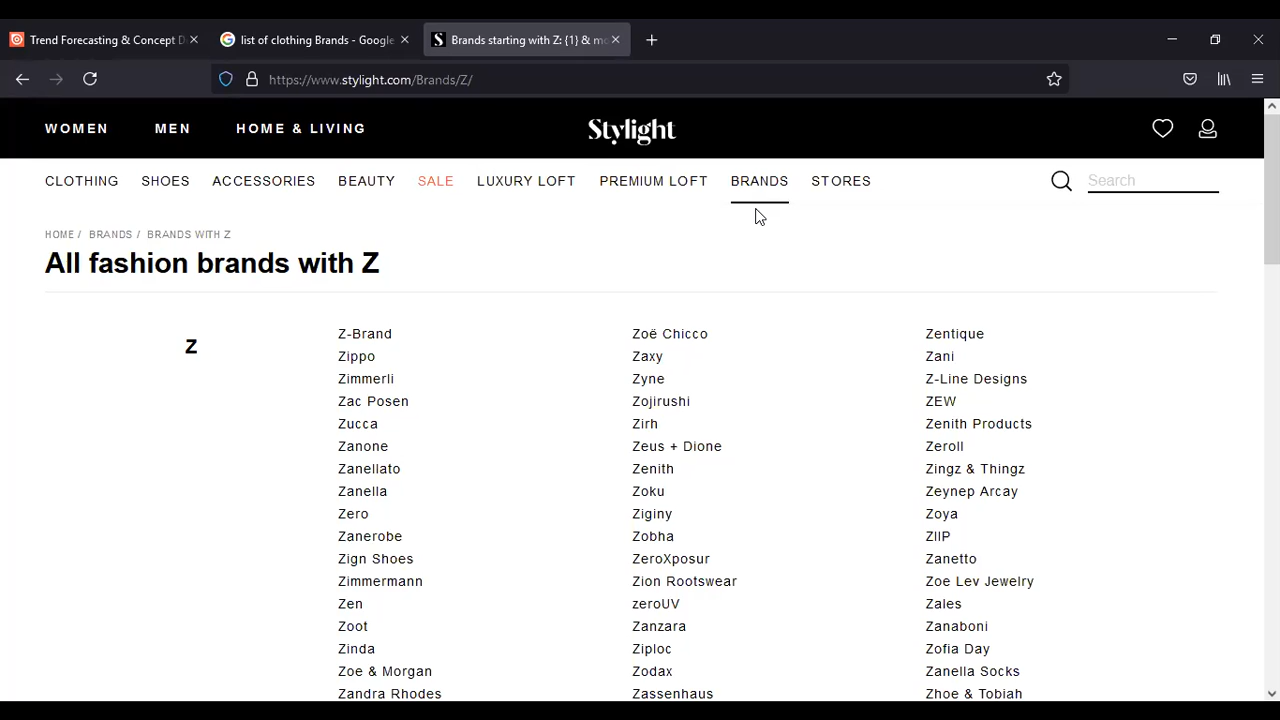 Trend Forecasting & Concept D
list of clothing Brands - Google
Brands starting with Z: {1} & mo
https://www.stylight.com/Brands/Z/
WOMEN MEN HOME & LIVING Stylight
CLOTHING SHOES ACCESSORIES BEAUTY SALE LUXURY LOFT PREMIUM LOFT BRANDS STORES Search
HOME / BRANDS / BRANDS WITH Z
All fashion brands with Z
Z
Z-Brand
Zippo
Zimmerli
Zac Posen
Zucca
Zanone
Zanellato
Zanella
Zero
Zanerobe
Zign Shoes
Zimmermann
Zen
Zoot
Zinda
Zoe & Morgan
Zandra Rhodes
Zoë Chicco
Zaxy
Zyne
Zojirushi
Zirh
Zeus + Dione
Zenith
Zoku
Ziginy
Zobha
ZeroXposur
Zion Rootswear
zeroUV
Zanzara
Ziploc
Zodax
Zassenhaus
Zentique
Zani
Z-Line Designs
ZEW
Zenith Products
Zeroll
Zingz & Thingz
Zeynep Arcay
Zoya
ZIIP
Zanetto
Zoe Lev Jewelry
Zales
Zanaboni
Zofia Day
Zanella Socks
Zhoe & Tobiah